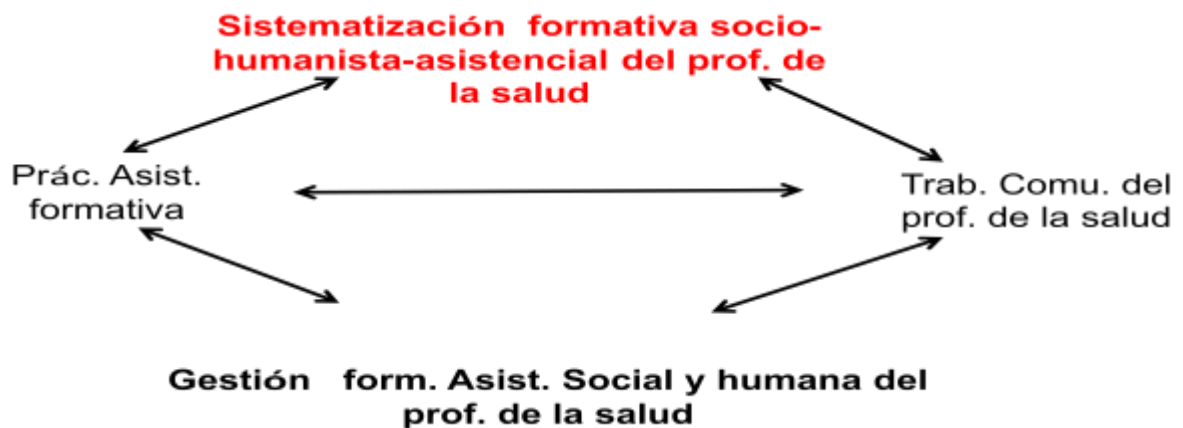 Sistematización formativa socio-
humanista-asistencial del prof. de
la salud
Prác. Asist.
formativa
Trab. Comu. del
prof. de la salud
Gestión form. Asist. Social y humana del
prof. de la salud